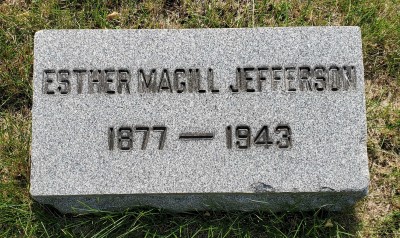 ESTHER MAGILL JEFFERSON
1877 — 1943